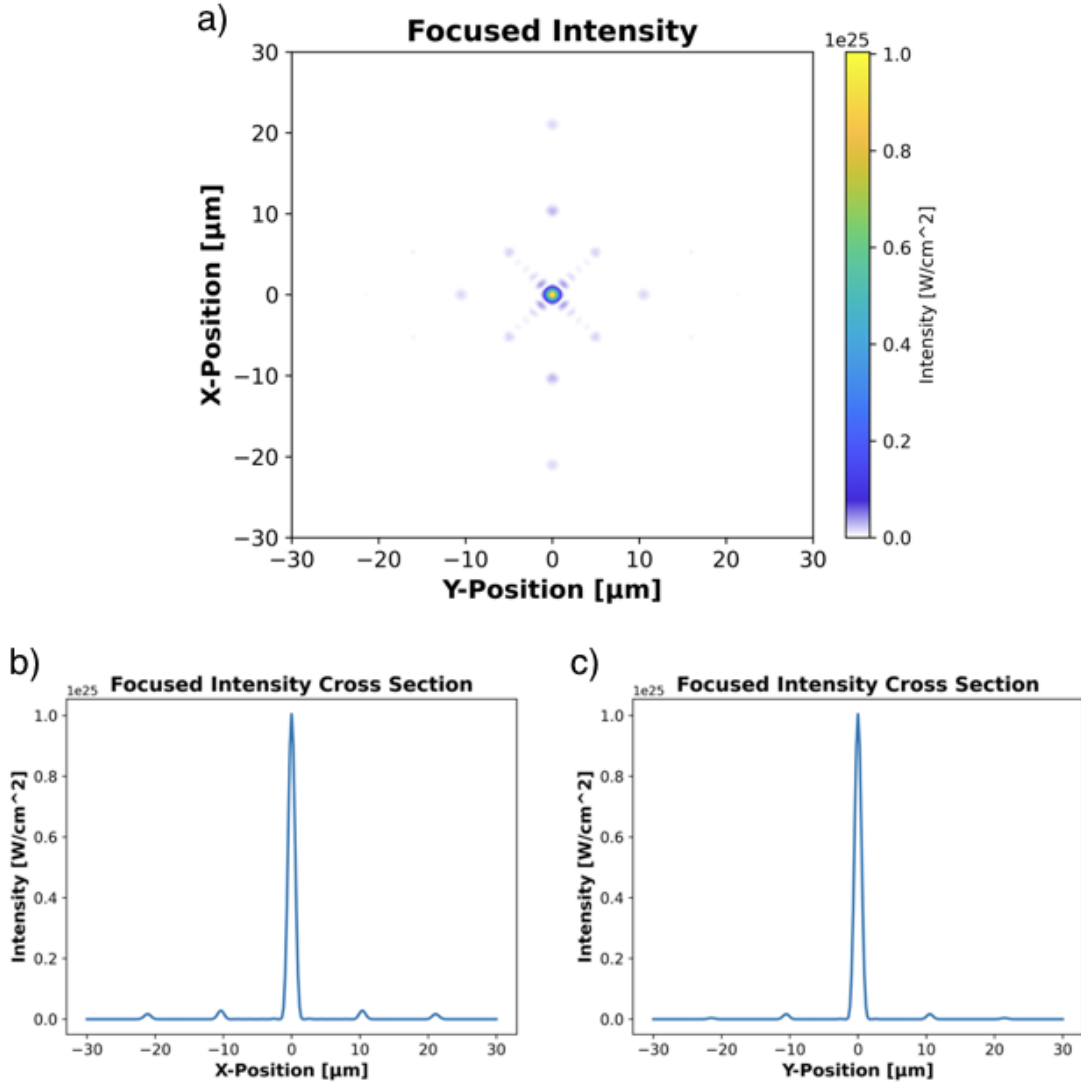 a)
Focused Intensity
1e25
30
20
10
0
−10
−20
−30
X-Position [µm]
−30 −20 −10 0 10 20 30
Y-Position [µm]
1.0
0.8
0.6
0.4
0.2
0.0
Intensity [W/cm^2]
b)
Focused Intensity Cross Section
1e25
1.0
0.8
0.6
0.4
0.2
0.0
Intensity [W/cm^2]
−30 −20 −10 0 10 20 30
X-Position [µm]
c)
Focused Intensity Cross Section
1e25
1.0
0.8
0.6
0.4
0.2
0.0
Intensity [W/cm^2]
−30 −20 −10 0 10 20 30
Y-Position [µm]